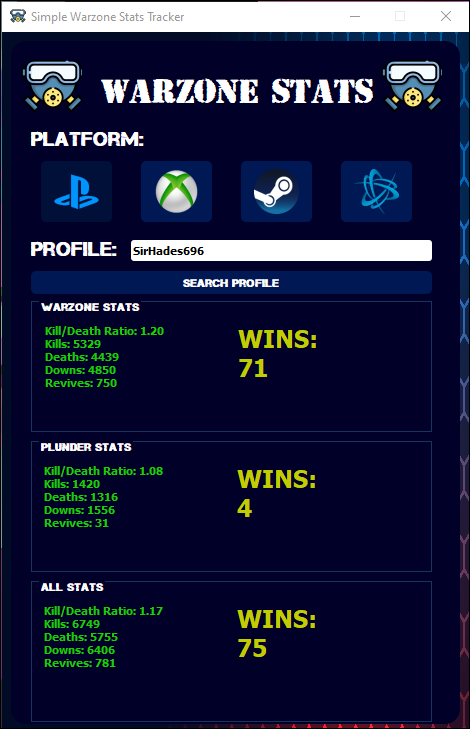 Simple Warzone Stats Tracker
WARZONE STATS
PLATFORM:
PROFILE: SirHades696
SEARCH PROFILE
WARZONE STATS
Kill/Death Ratio: 1.20
Kills: 5329
Deaths: 4439
Downs: 4850
Revives: 750
WINS:
71
PLUNDER STATS
Kill/Death Ratio: 1.08
Kills: 1420
Deaths: 1316
Downs: 1556
Revives: 31
WINS:
4
ALL STATS
Kill/Death Ratio: 1.17
Kills: 6749
Deaths: 5755
Downs: 6406
Revives: 781
WINS:
75